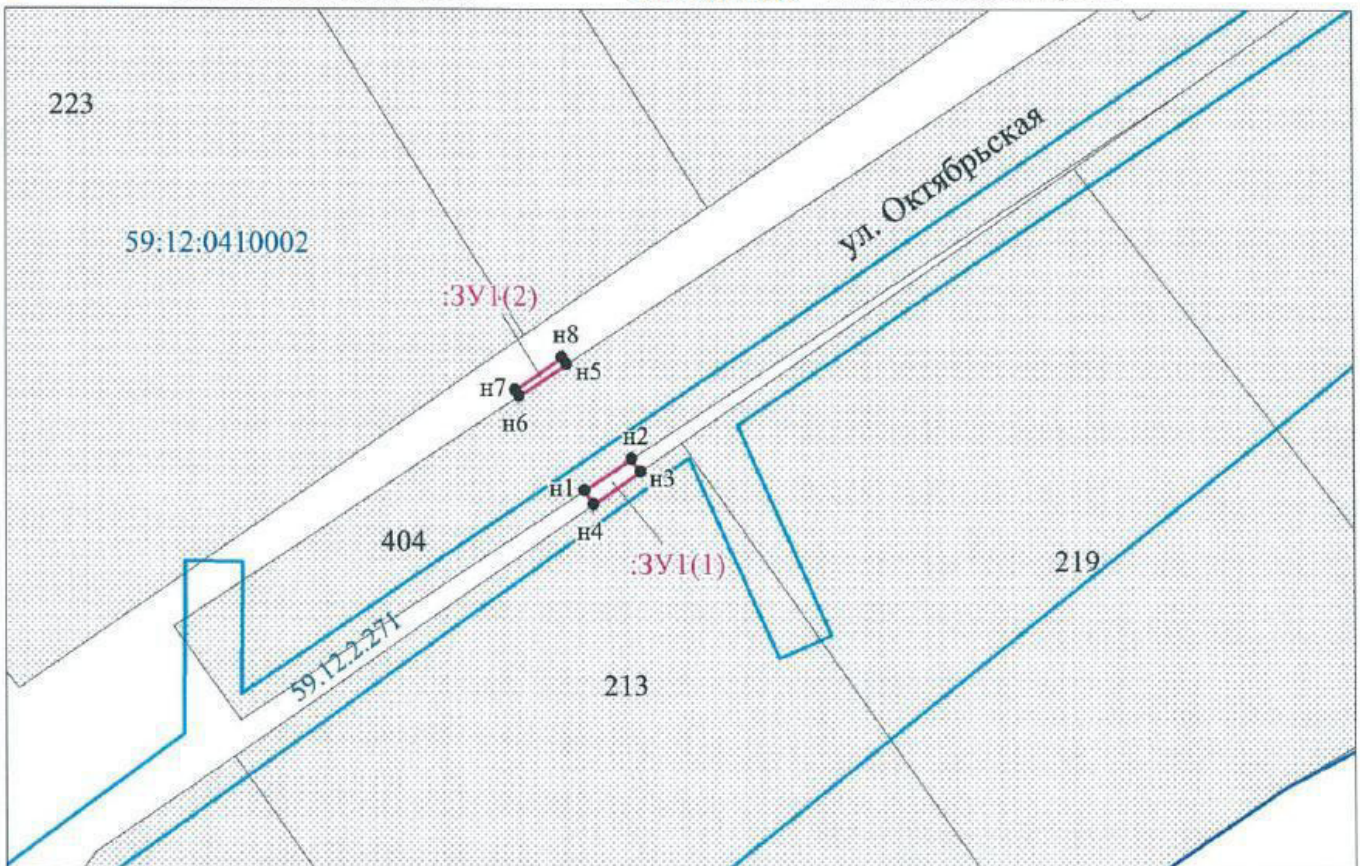 223
ул. Октябрьская
59:12:0410002
:ЗУ1(2)
н8
н7
н5
н6
н2
н1
н3
н4
404
:ЗУ1(1)
219
59.12.2.271
213